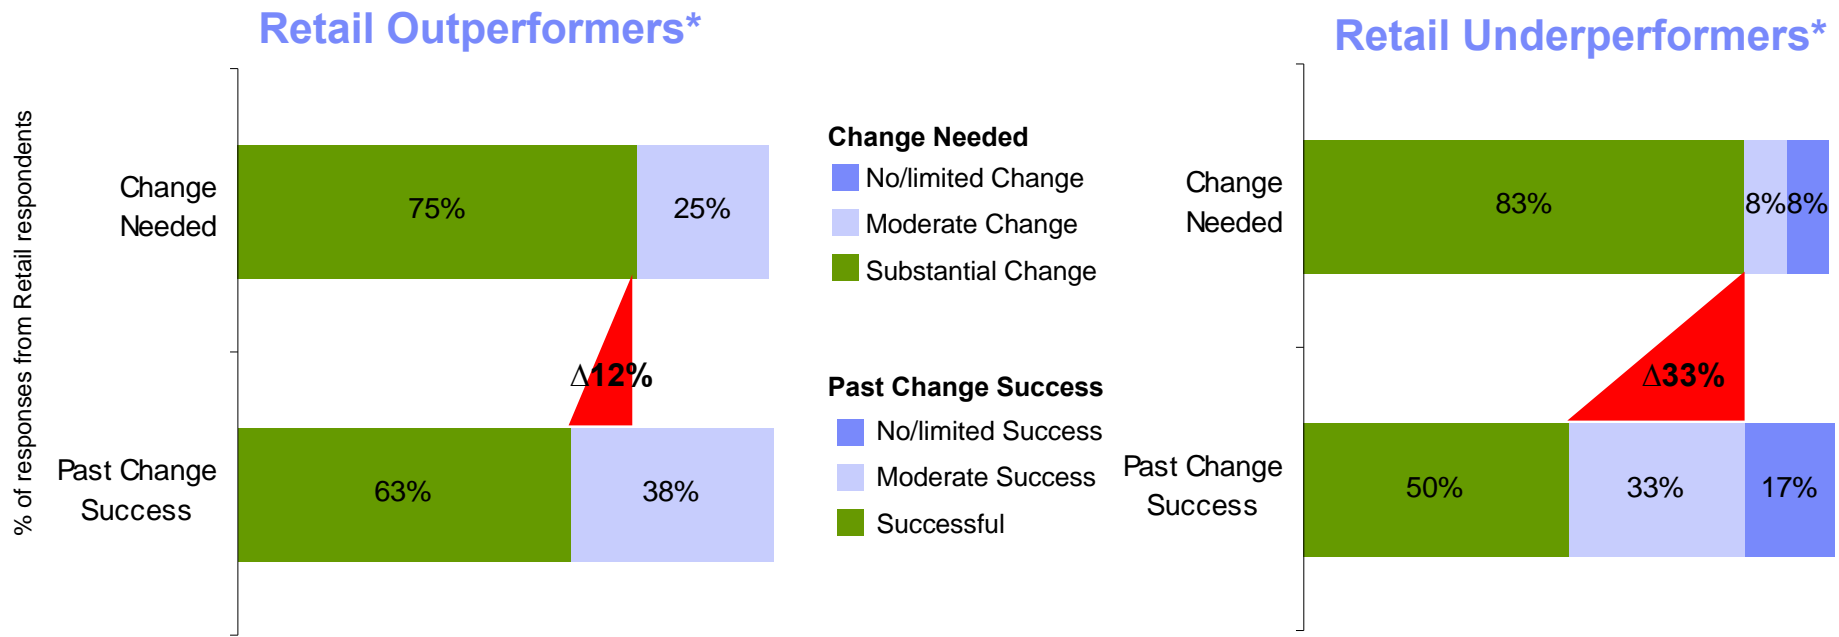 Retail Outperformers*
% of responses from Retail respondents
Change
Needed
75%
25%
∆12%
Past Change
Success
63%
38%
Change Needed
No/limited Change
Moderate Change
Substantial Change
Past Change Success
No/limited Success
Moderate Success
Successful
Retail Underperformers*
Change
Needed
83%
8%
8%
∆33%
Past Change
Success
50%
33%
17%